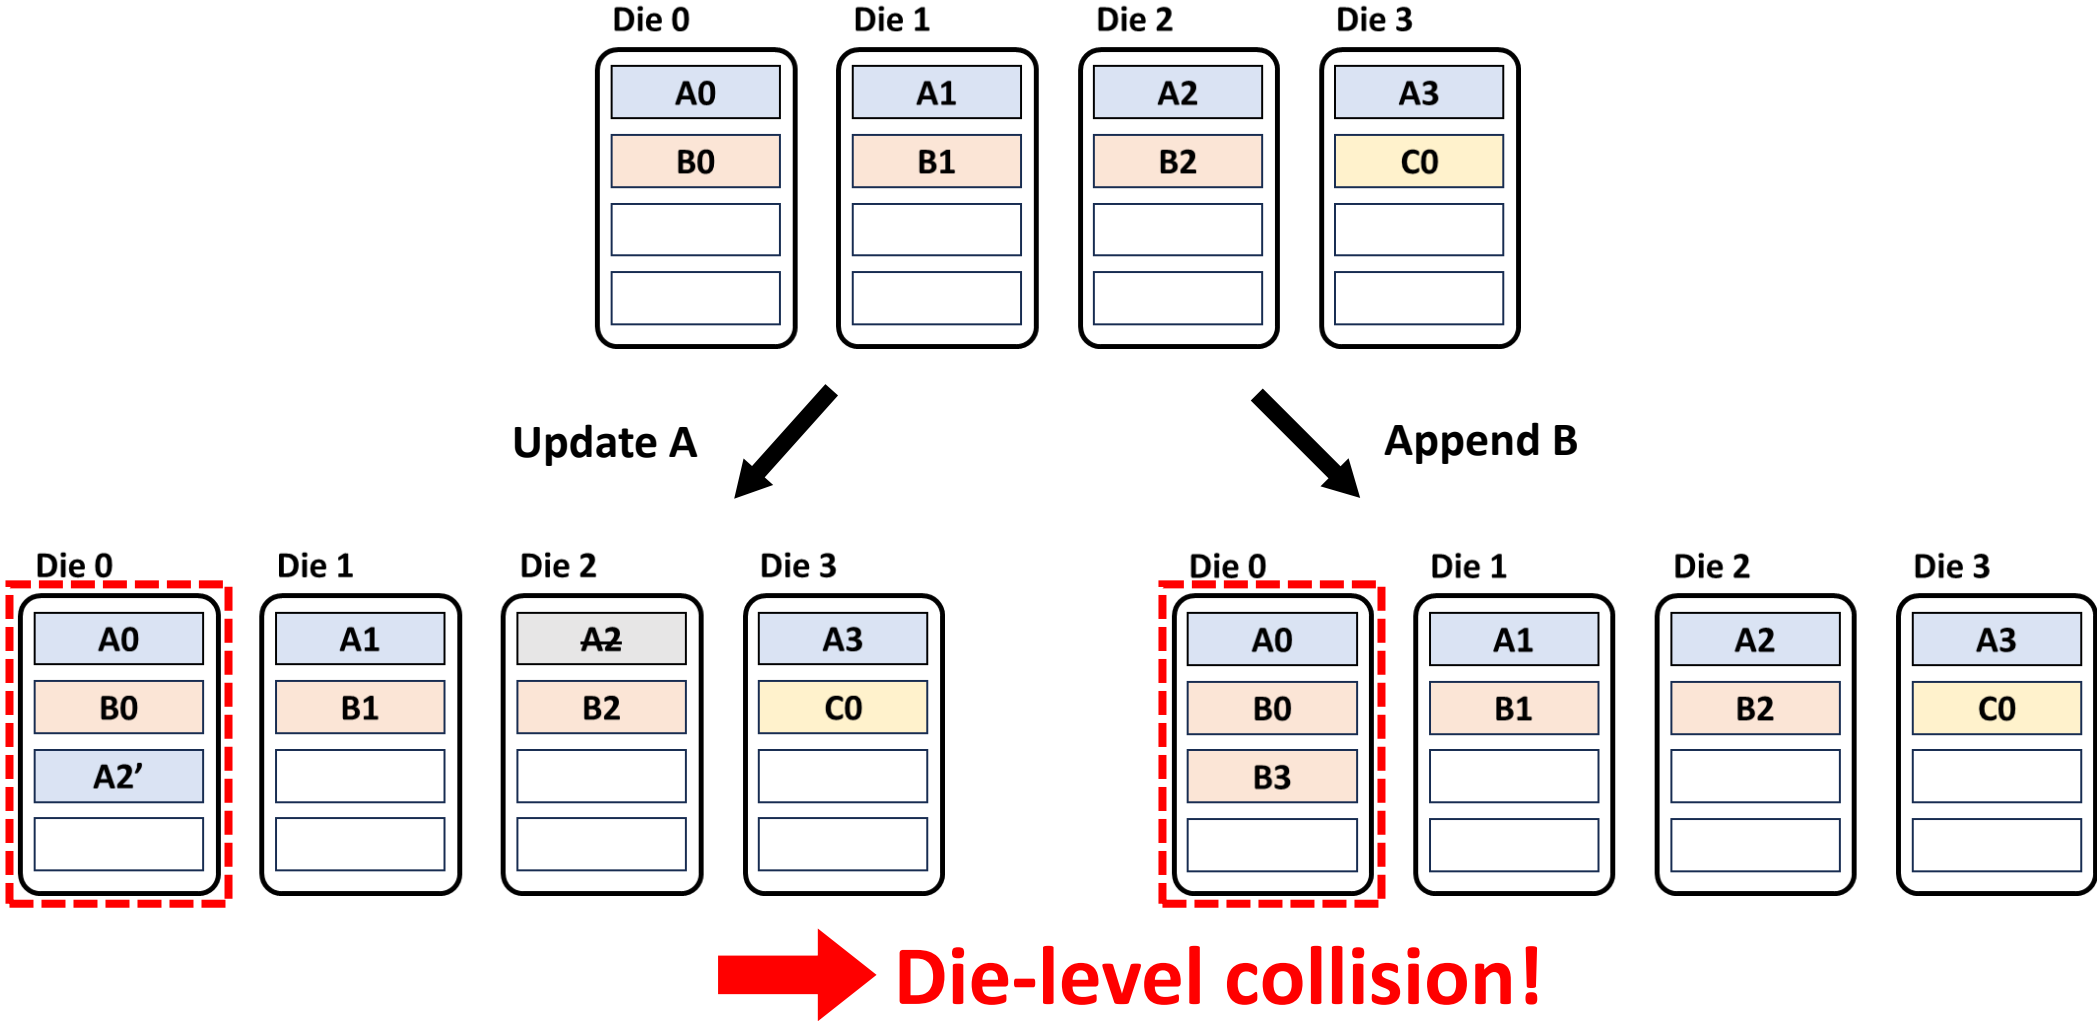 Die 0 Die 1 Die 2 Die 3
A0 A1 A2 A3
B0 B1 B2 C0
Update A Append B
Die 0 Die 1 Die 2 Die 3
A0 A1 A2 A3
B0 B1 B2 C0
A2’
Die 0 Die 1 Die 2 Die 3
A0 A1 A2 A3
B0 B1 B2 C0
B3
Die-level collision!